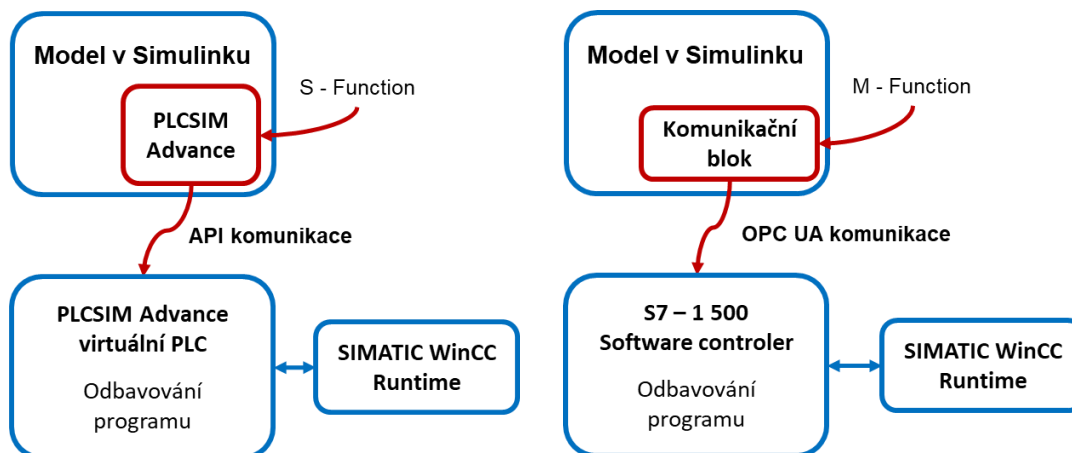 Model v Simulinku
S - Function
PLCSIM
Advance
API komunikace
PLCSIM Advance
virtuální PLC
Odbavování
programu
SIMATIC WinCC
Runtime
Model v Simulinku
M - Function
Komunikační
blok
OPC UA komunikace
S7 – 1 500
Software controler
Odbavování
programu
SIMATIC WinCC
Runtime